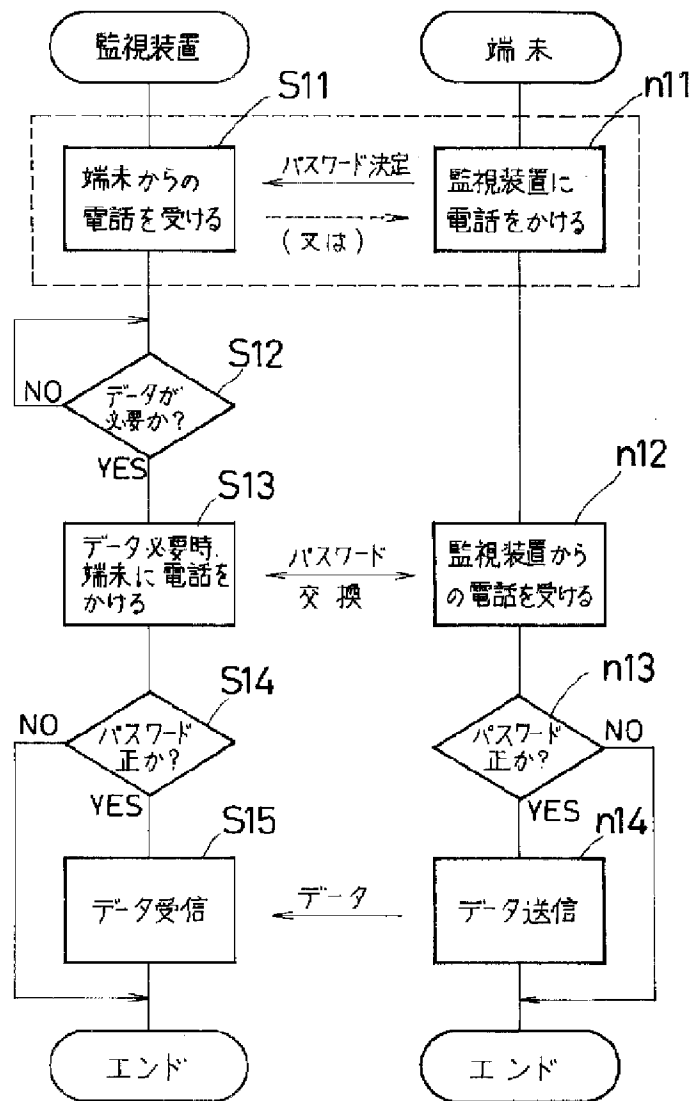 監視装置
端末
S11
n11
端末からの
電話を受ける
パスワード決定
(又は)
監視装置に
電話をかける
S12
NO
データが
必要か?
YES
S13
n12
データ必要時、
端末に電話を
かける
パスワード
交換
監視装置から
の電話を受ける
S14
n13
NO
パスワード
正か?
YES
パスワード
正か?
NO
YES
S15
n14
データ受信
データ
データ送信
エンド
エンド